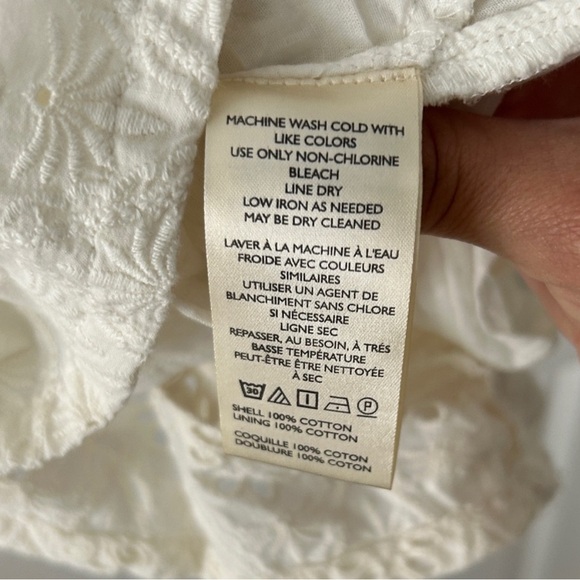 MACHINE WASH COLD WITH
LIKE COLORS
USE ONLY NON-CHLORINE
BLEACH
LINE DRY
LOW IRON AS NEEDED
MAY BE DRY CLEANED
LAVER À LA MACHINE À L'EAU
FROIDE AVEC COULEURS
SIMILAIRES
UTILISER UN AGENT DE
BLANCHIMENT SANS CHLORE
SI NÉCESSAIRE
LIGNE SEC
REPASSER, AU BESOIN, À TRÉS
BASSE TEMPÉRATURE
PEUT-ÊTRE ÊTRE NETTOYÉE
À SEC
30 P
SHELL 100% COTTON
LINING 100% COTTON
COQUILLE 100% COTON
DOUBLURE 100% COTON